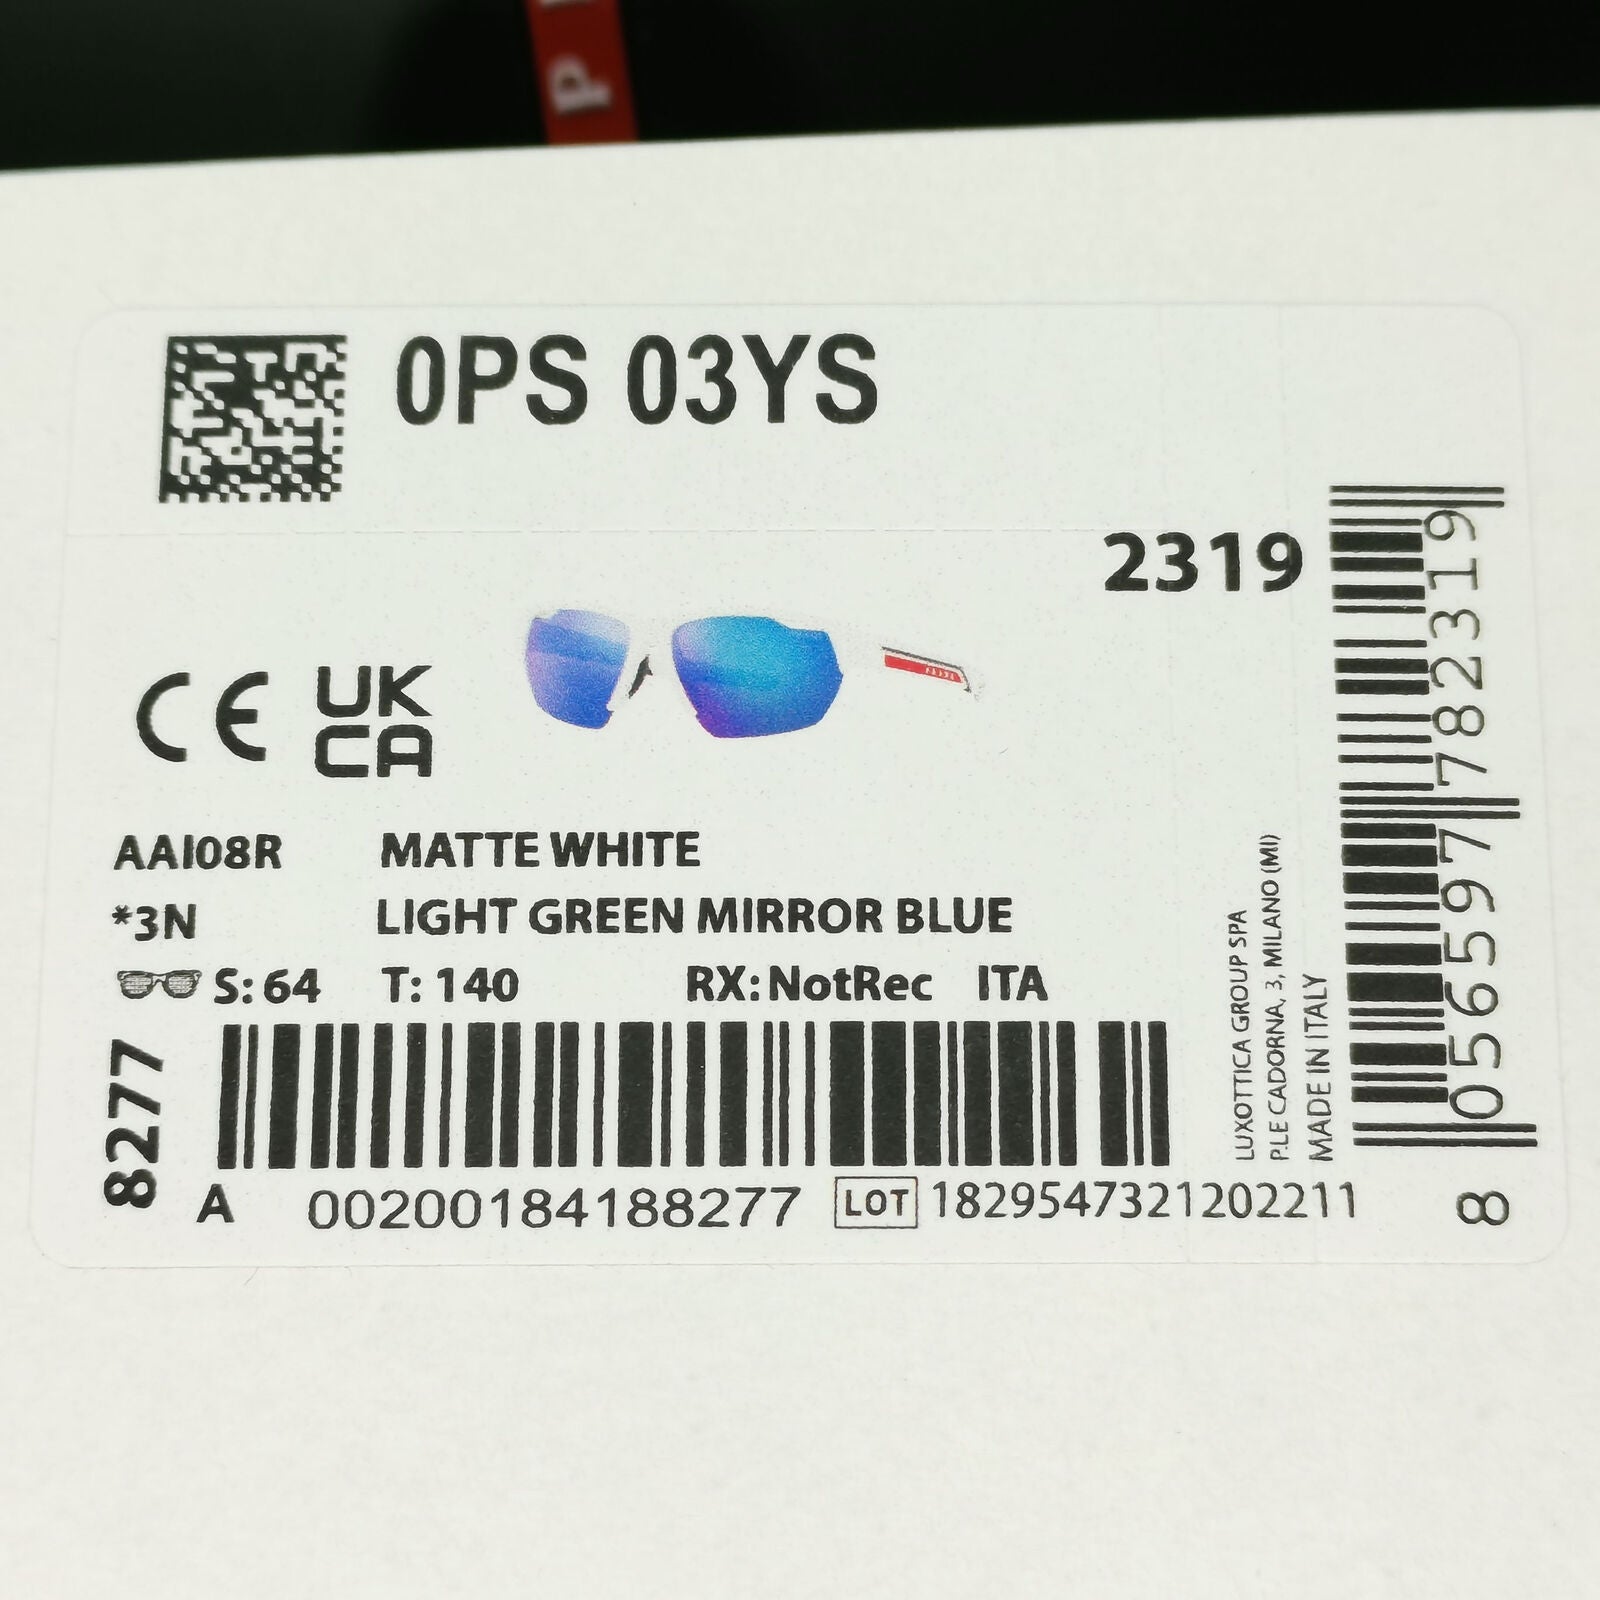 P
0PS 03YS
2319
CE
UK
CA
AAI08R MATTE WHITE
*3N LIGHT GREEN MIRROR BLUE
S: 64 T: 140 RX: NotRec ITA
8277
A 00200184188277 LOT 1829547321202211
LUXOTTICA GROUP SPA
P.LE CADORNA, 3, MILANO (MI)
MADE IN ITALY
8 056597 782319